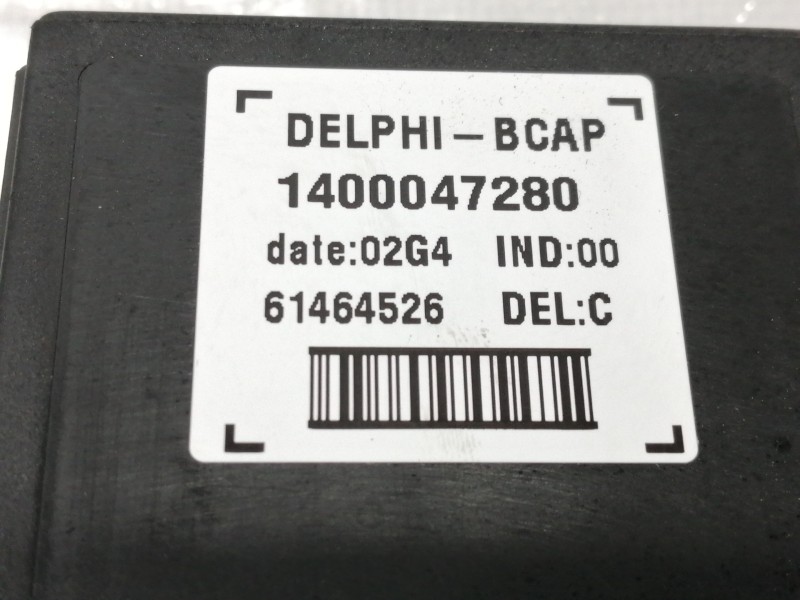 DELPHI-BCAP
1400047280
date:02G4 IND:00
61464526 DEL:C